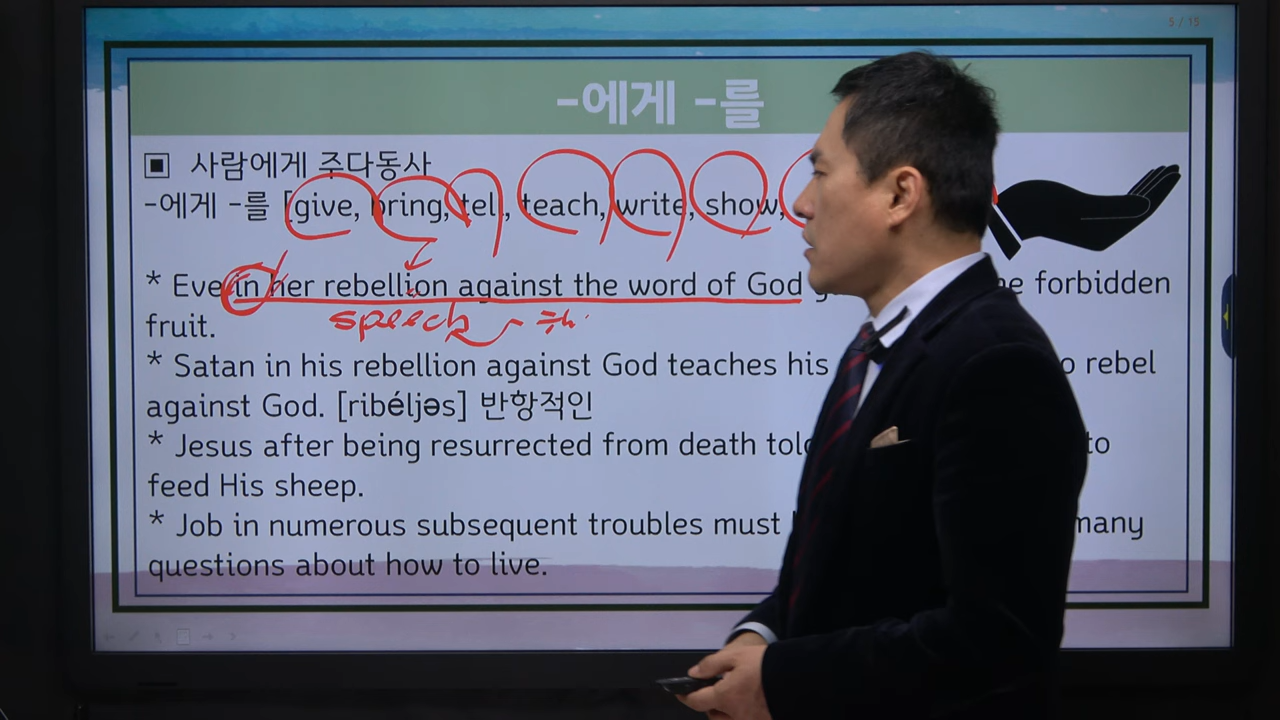 5 / 15
-에게 -를
▣ 사람에게 주다동사
-에게 -를 [give, bring, tell, teach, write, show,
* Eve in her rebellion against the word of God forbidden
speech
fruit.
* Satan in his rebellion against God teaches his rebel
against God. [ribéljəs] 반항적인
* Jesus after being resurrected from death told to
feed His sheep.
* Job in numerous subsequent troubles must many
questions about how to live.